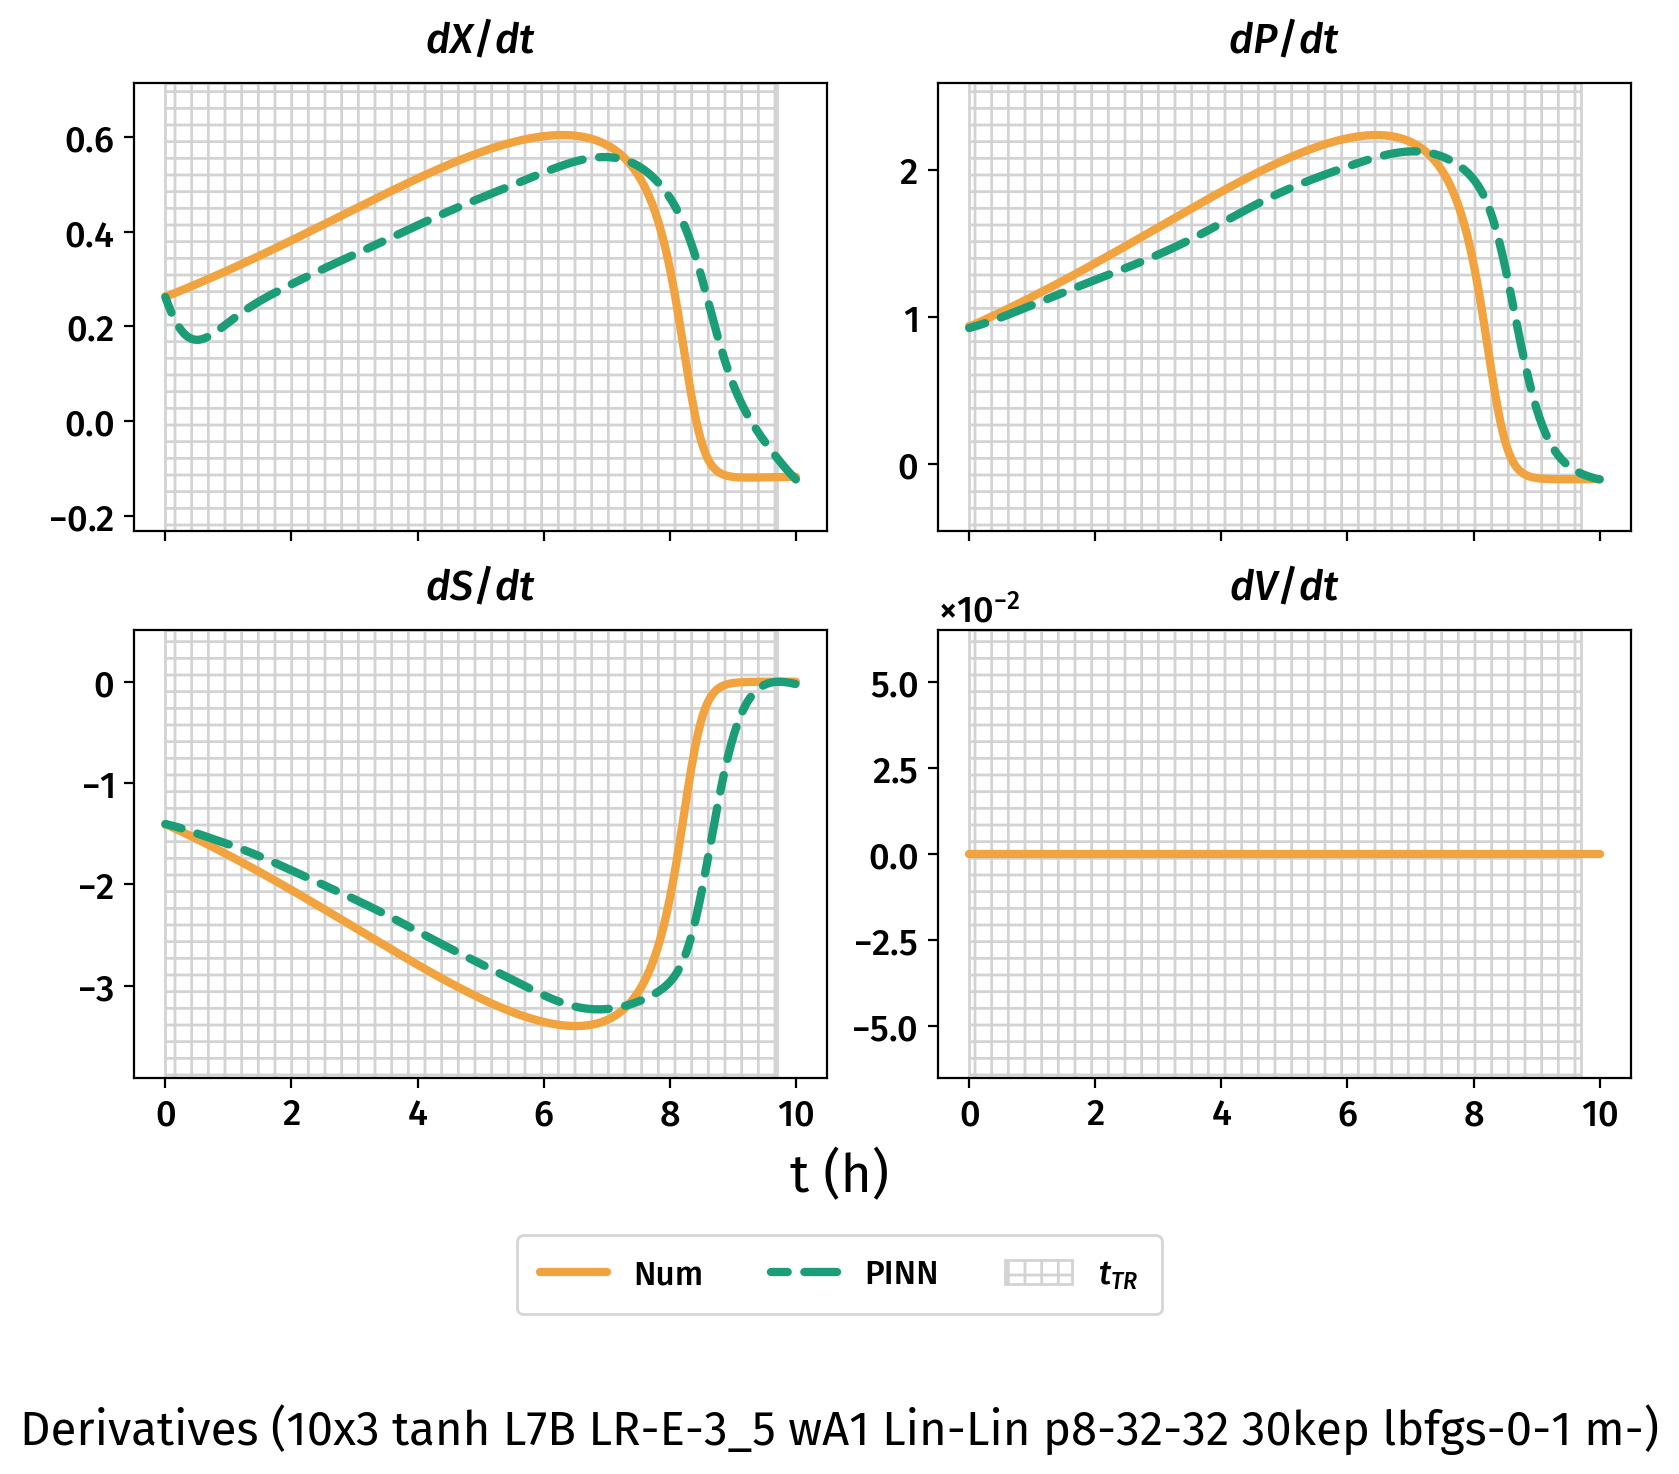 dX/dt
dP/dt
0.6
0.4
0.2
0.0
−0.2
2
1
0
dS/dt
dV/dt
×10⁻²
0
−1
−2
−3
5.0
2.5
0.0
−2.5
−5.0
0 2 4 6 8 10
0 2 4 6 8 10
t (h)
Num PINN t_TR
Derivatives (10x3 tanh L7B LR-E-3_5 wA1 Lin-Lin p8-32-32 30kep lbfgs-0-1 m-)